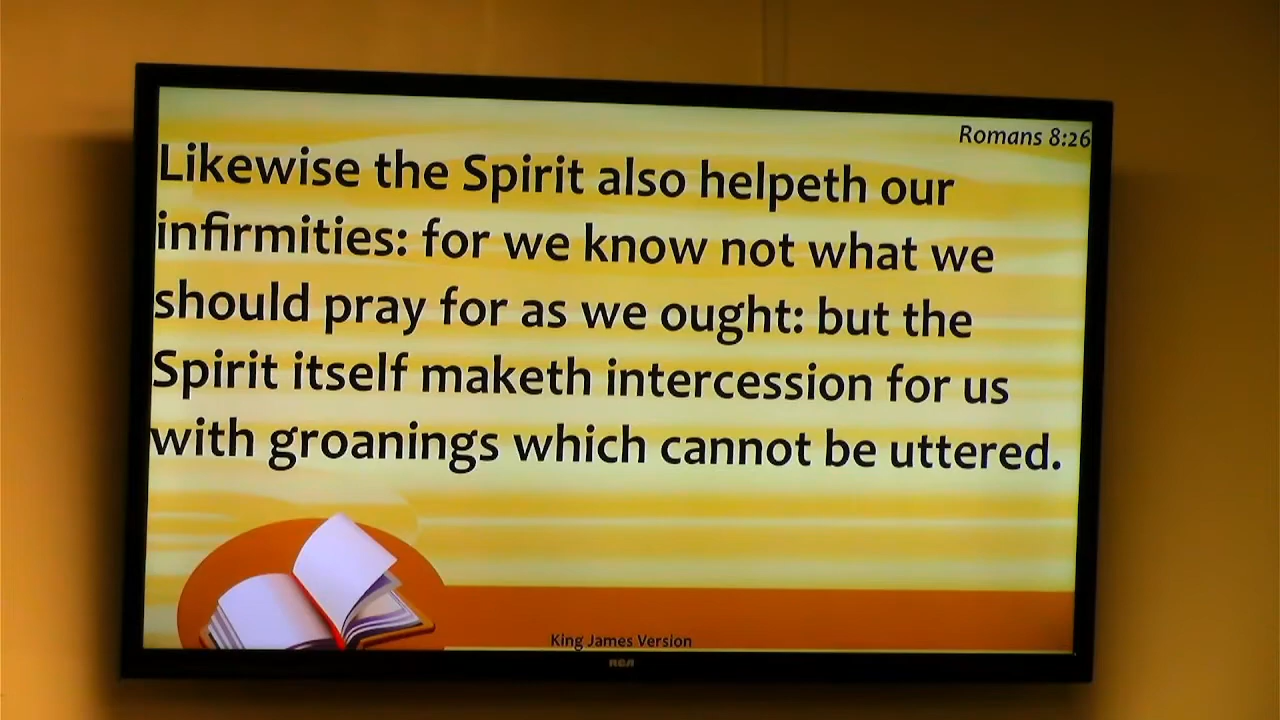 Romans 8:26
Likewise the Spirit also helpeth our
infirmities: for we know not what we
should pray for as we ought: but the
Spirit itself maketh intercession for us
with groanings which cannot be uttered.
King James Version
RCA